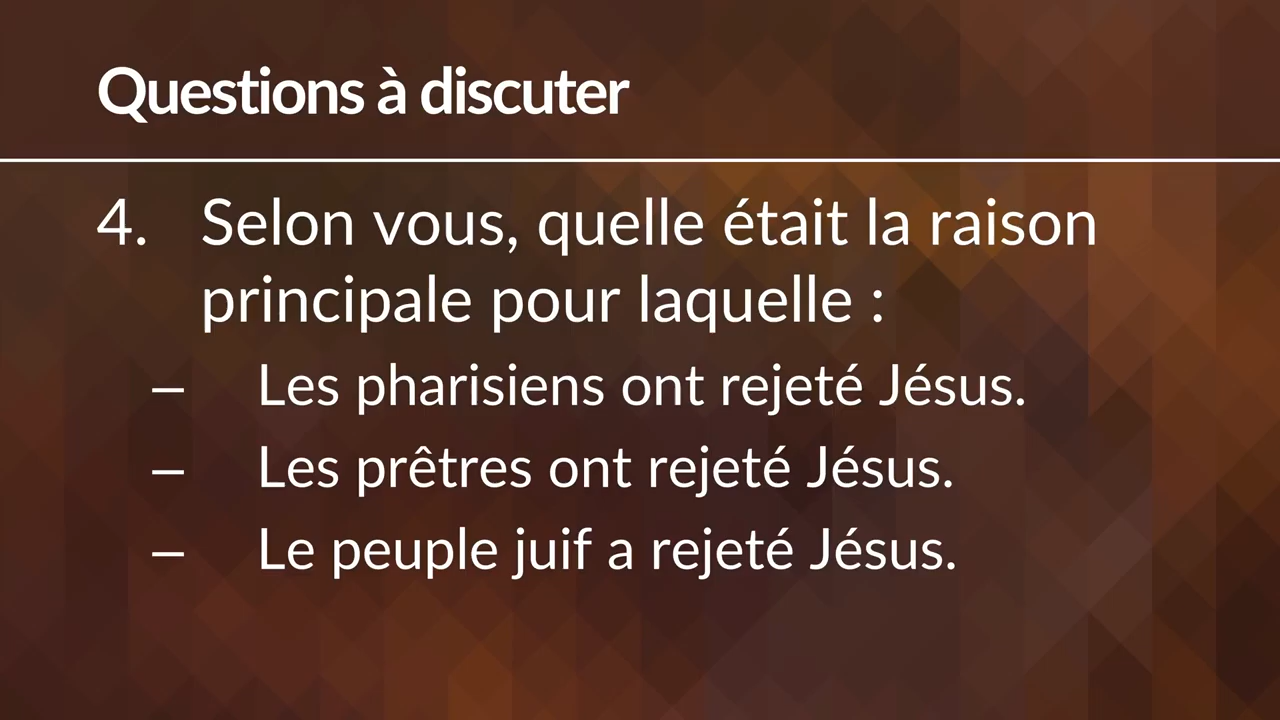 Questions à discuter
4. Selon vous, quelle était la raison
principale pour laquelle :
– Les pharisiens ont rejeté Jésus.
– Les prêtres ont rejeté Jésus.
– Le peuple juif a rejeté Jésus.